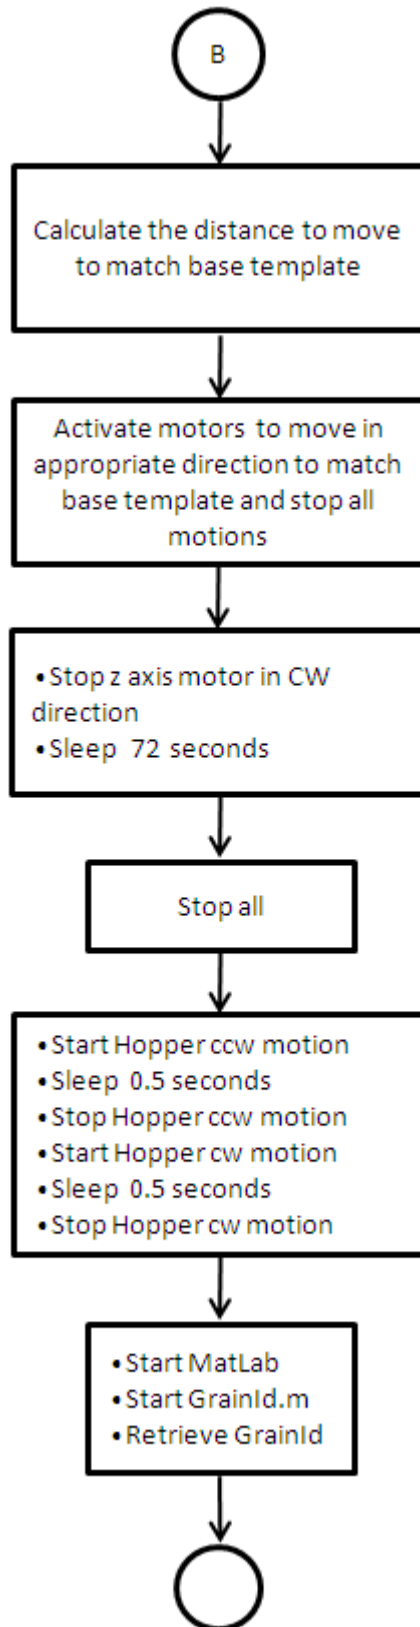 B
Calculate the distance to move
to match base template
Activate motors to move in
appropriate direction to match
base template and stop all
motions
•Stop z axis motor in CW
direction
•Sleep 72 seconds
Stop all
•Start Hopper ccw motion
•Sleep 0.5 seconds
•Stop Hopper ccw motion
•Start Hopper cw motion
•Sleep 0.5 seconds
•Stop Hopper cw motion
•Start MatLab
•Start GrainId.m
•Retrieve GrainId